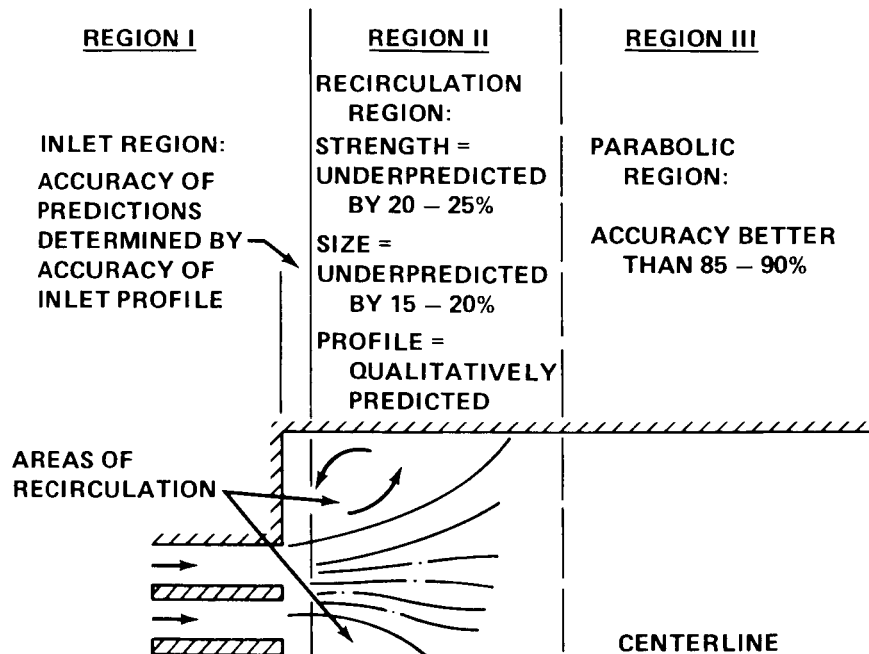 REGION I
REGION II
REGION III
INLET REGION:
ACCURACY OF
PREDICTIONS
DETERMINED BY
ACCURACY OF
INLET PROFILE
RECIRCULATION
REGION:
STRENGTH =
UNDERPREDICTED
BY 20 – 25%
SIZE =
UNDERPREDICTED
BY 15 – 20%
PROFILE =
QUALITATIVELY
PREDICTED
PARABOLIC
REGION:
ACCURACY BETTER
THAN 85 – 90%
AREAS OF
RECIRCULATION
CENTERLINE